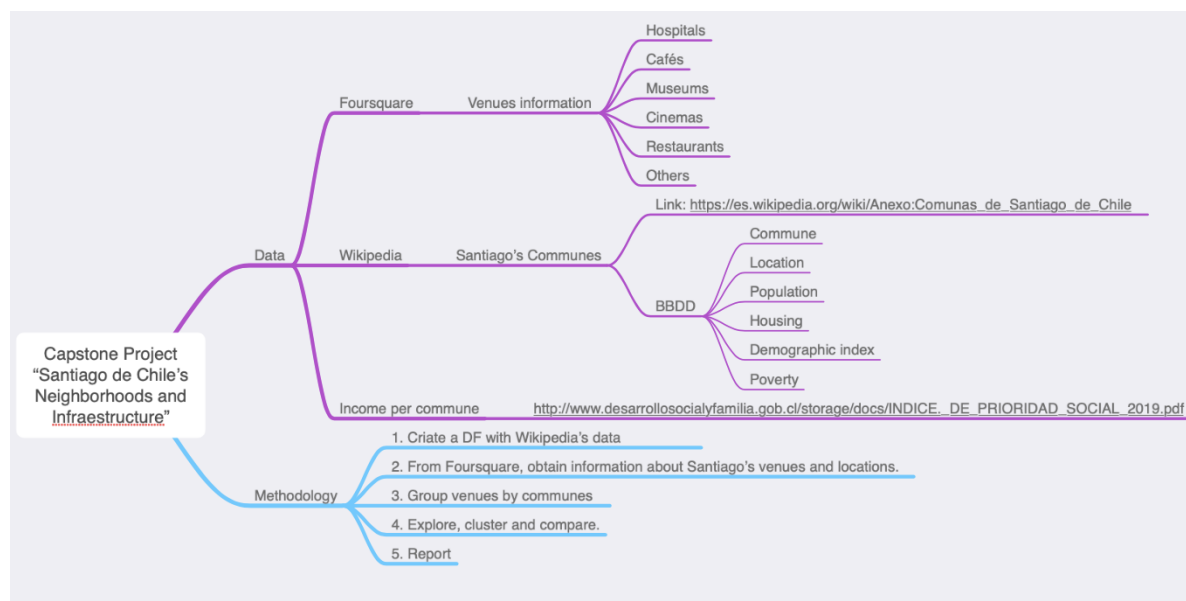 Capstone Project
“Santiago de Chile’s
Neighborhoods and
Infraestructure”
Data
Foursquare
Venues information
Hospitals
Cafés
Museums
Cinemas
Restaurants
Others
Wikipedia
Santiago’s Communes
Link: https://es.wikipedia.org/wiki/Anexo:Comunas_de_Santiago_de_Chile
BBDD
Commune
Location
Population
Housing
Demographic index
Poverty
Income per commune
http://www.desarrollosocialyfamilia.gob.cl/storage/docs/INDICE._DE_PRIORIDAD_SOCIAL_2019.pdf
Methodology
1. Criate a DF with Wikipedia’s data
2. From Foursquare, obtain information about Santiago’s venues and locations.
3. Group venues by communes
4. Explore, cluster and compare.
5. Report